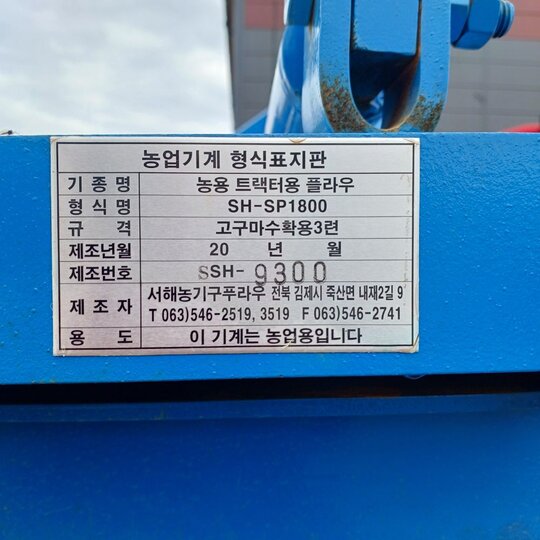 농업기계 형식표지판
기종명 농용 트랙터용 플라우
형식명 SH-SP1800
규격 고구마수확용3련
제조년월 20 년 월
제조번호 SSH- 9300
제조자 서해농기구푸라우 전북 김제시 죽산면 내재2길 9
T 063)546-2519, 3519 F 063)546-2741
용도 이 기계는 농업용입니다